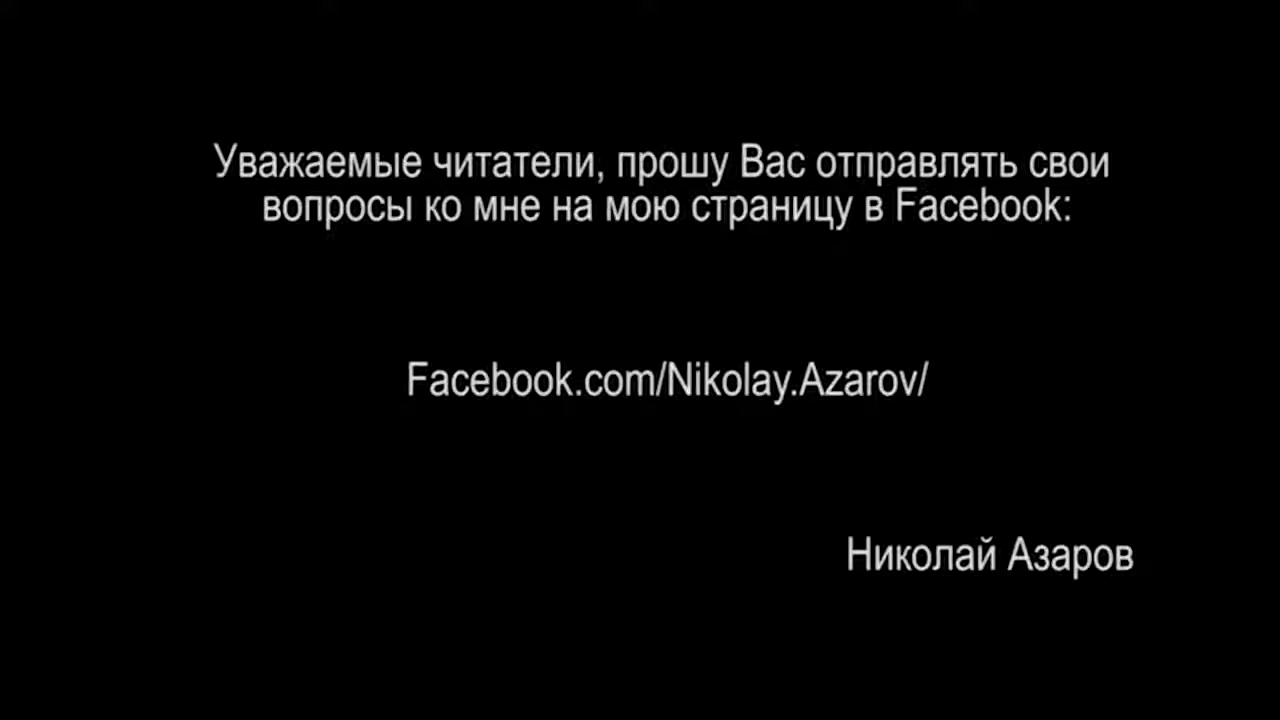 Уважаемые читатели, прошу Вас отправлять свои
вопросы ко мне на мою страницу в Facebook:
Facebook.com/Nikolay.Azarov/
Николай Азаров